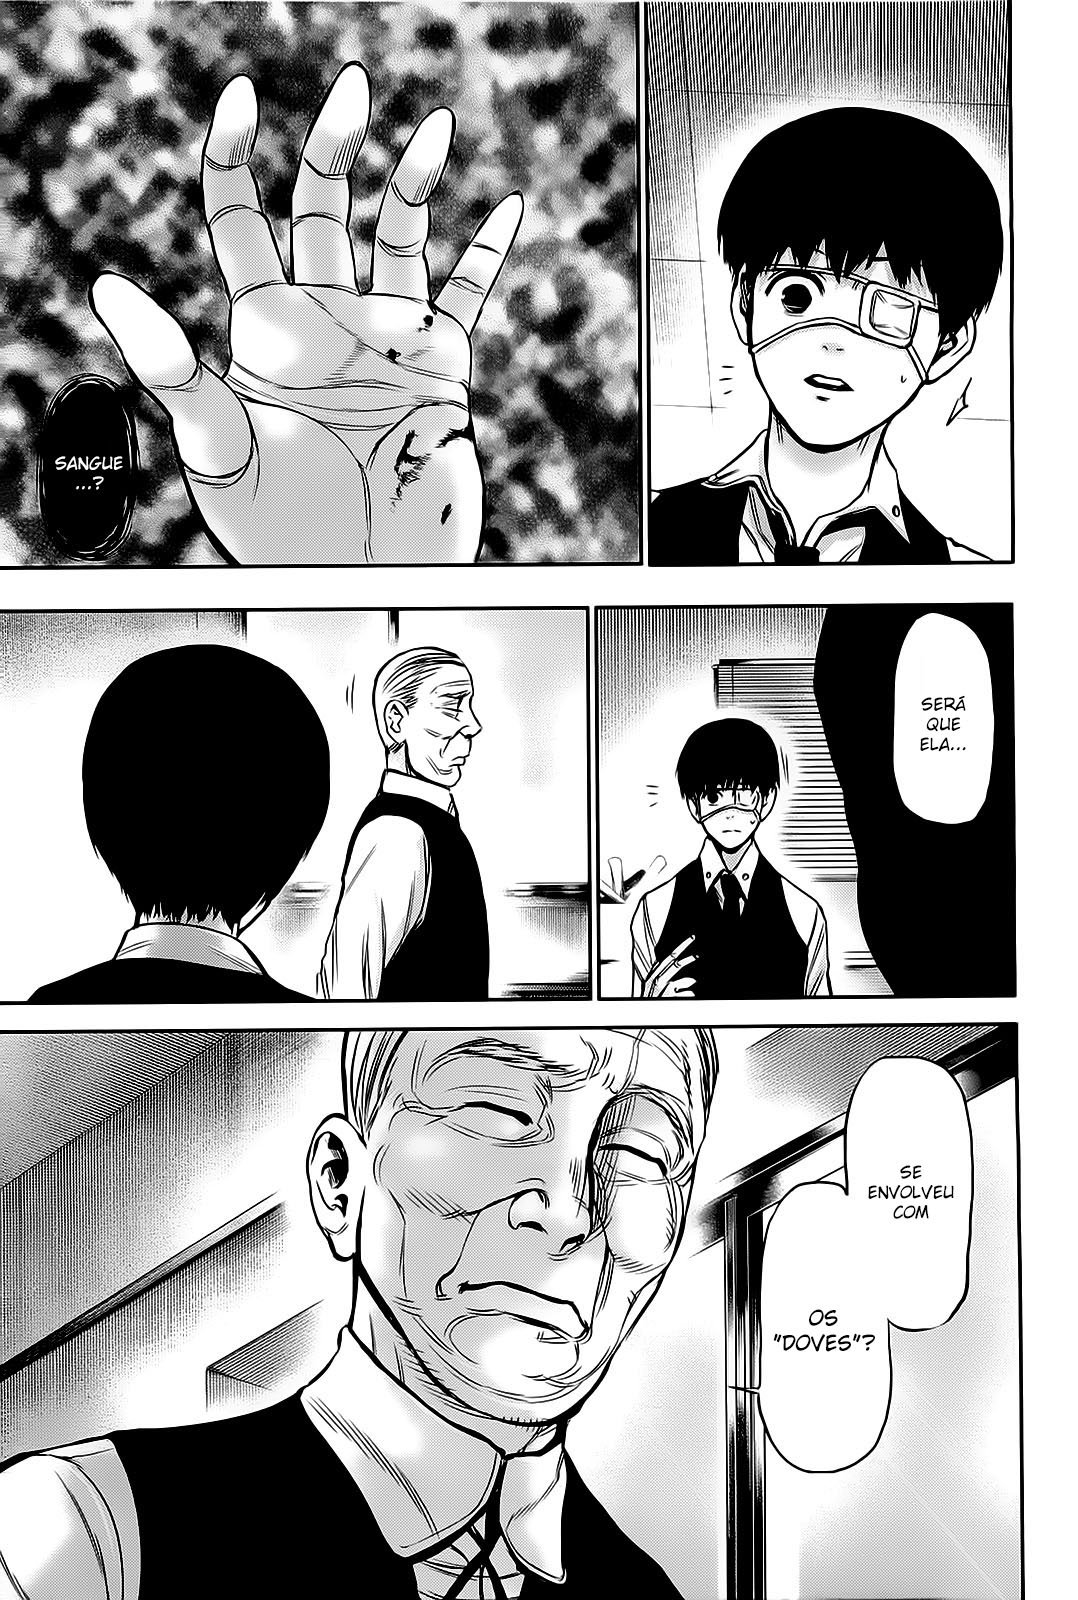 SANGUE
...?
SERÁ
QUE
ELA...
SE
ENVOLVEU
COM
OS
"DOVES"?